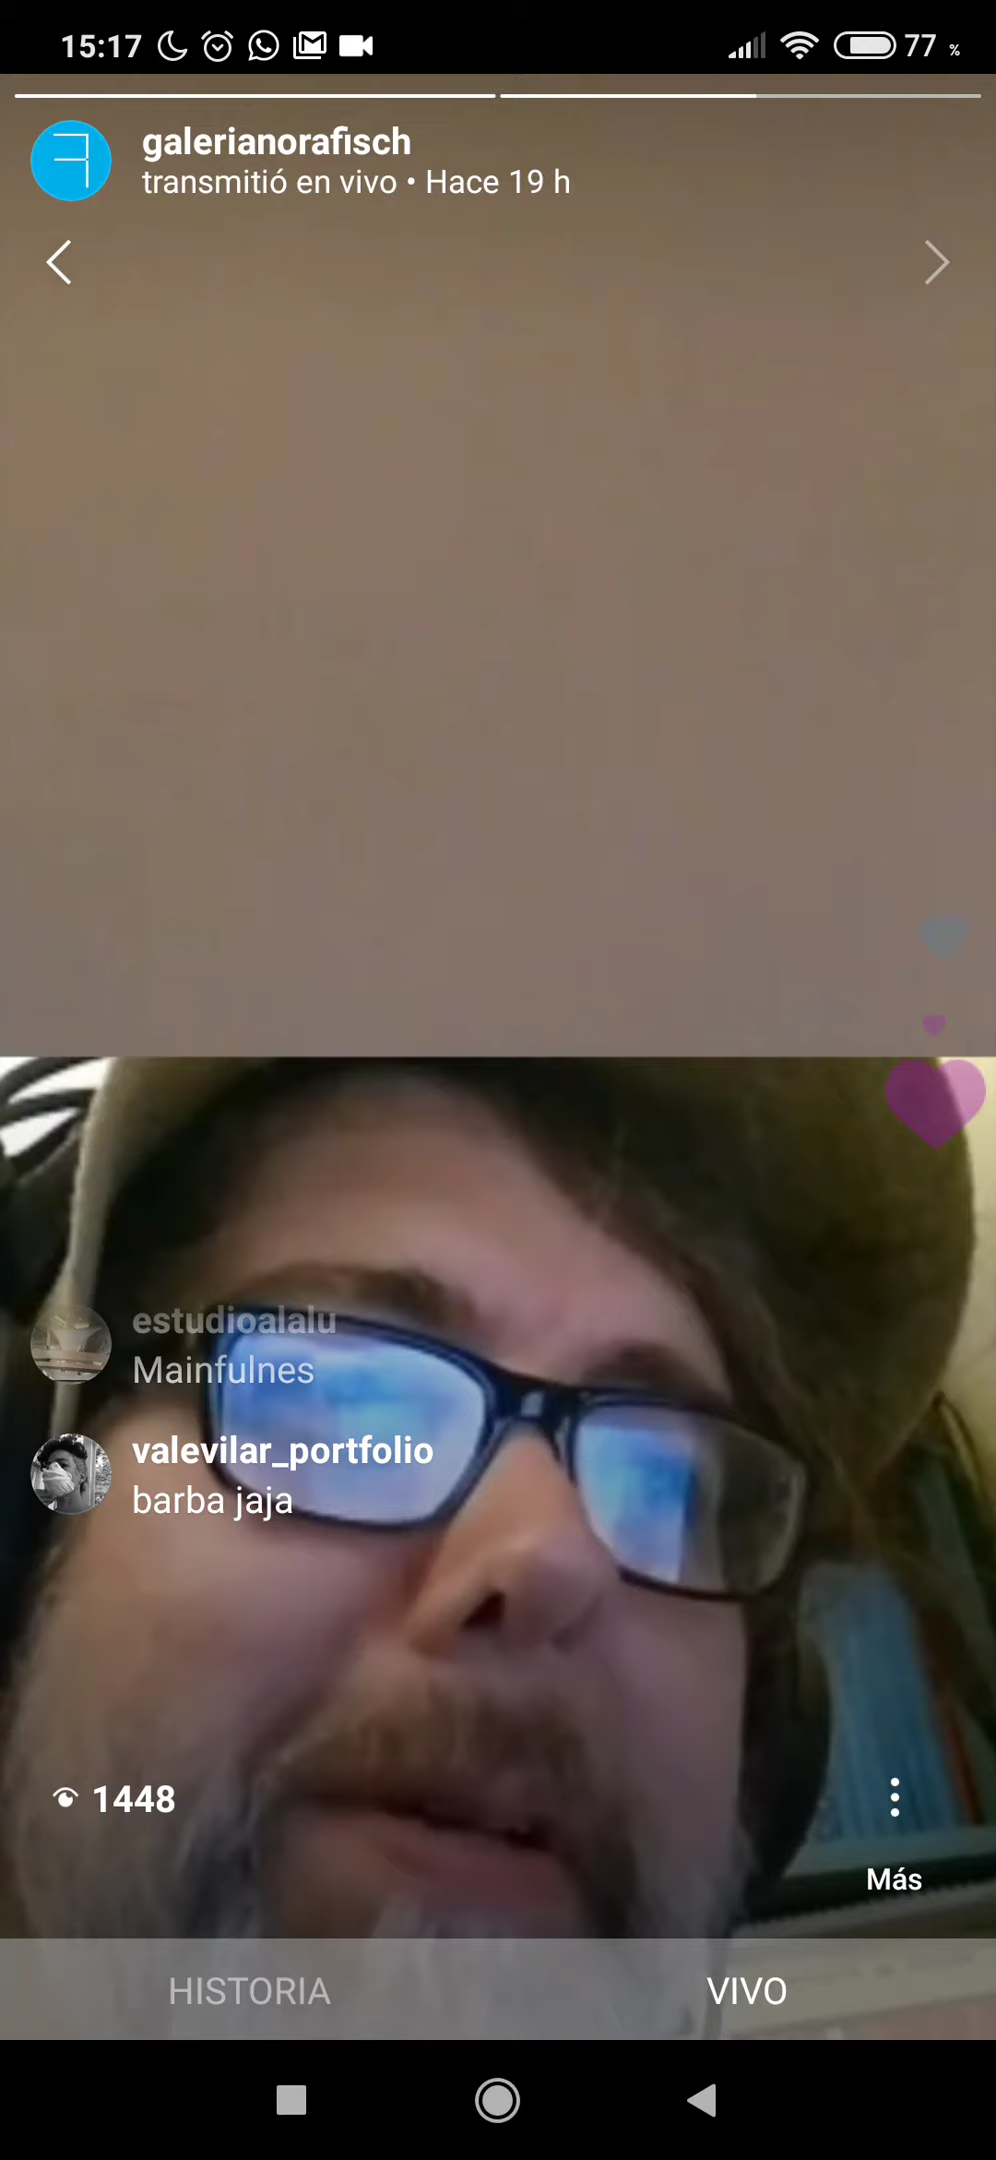 15:17
77 %
galerianorafisch
transmitió en vivo • Hace 19 h
estudioalalu
Mainfulnes
valevilar_portfolio
barba jaja
1448
Más
HISTORIA
VIVO